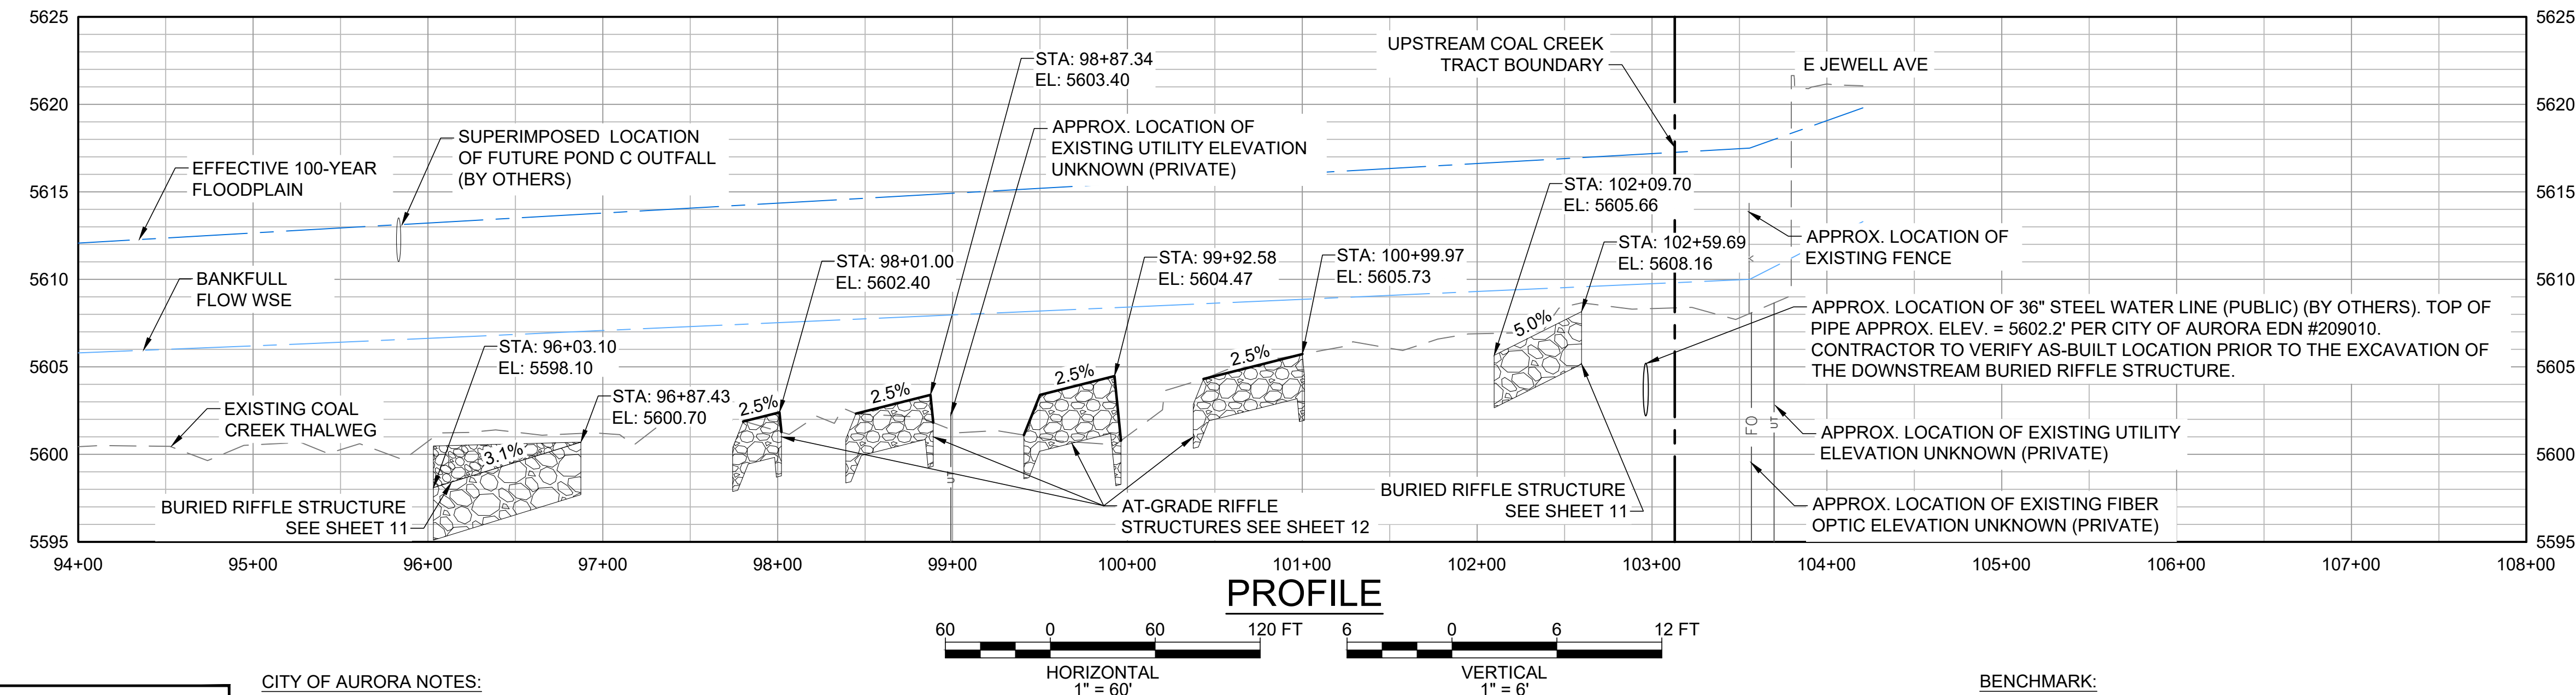 5625
5620
5615
5610
5605
5600
5595
5625
5620
5615
5610
5605
5600
5595
EFFECTIVE 100-YEAR
FLOODPLAIN
SUPERIMPOSED LOCATION
OF FUTURE POND C OUTFALL
(BY OTHERS)
BANKFULL
FLOW WSE
EXISTING COAL
CREEK THALWEG
STA: 96+03.10
EL: 5598.10
STA: 96+87.43
EL: 5600.70
3.1%
BURIED RIFFLE STRUCTURE
SEE SHEET 11
STA: 98+01.00
EL: 5602.40
2.5%
STA: 98+87.34
EL: 5603.40
2.5%
APPROX. LOCATION OF
EXISTING UTILITY ELEVATION
UNKNOWN (PRIVATE)
STA: 99+92.58
EL: 5604.47
2.5%
STA: 100+99.97
EL: 5605.73
2.5%
AT-GRADE RIFFLE
STRUCTURES SEE SHEET 12
STA: 102+09.70
EL: 5605.66
STA: 102+59.69
EL: 5608.16
5.0%
BURIED RIFFLE STRUCTURE
SEE SHEET 11
UPSTREAM COAL CREEK
TRACT BOUNDARY
E JEWELL AVE
APPROX. LOCATION OF
EXISTING FENCE
APPROX. LOCATION OF 36" STEEL WATER LINE (PUBLIC) (BY OTHERS). TOP OF
PIPE APPROX. ELEV. = 5602.2' PER CITY OF AURORA EDN #209010.
CONTRACTOR TO VERIFY AS-BUILT LOCATION PRIOR TO THE EXCAVATION OF
THE DOWNSTREAM BURIED RIFFLE STRUCTURE.
FO
UT
APPROX. LOCATION OF EXISTING UTILITY
ELEVATION UNKNOWN (PRIVATE)
APPROX. LOCATION OF EXISTING FIBER
OPTIC ELEVATION UNKNOWN (PRIVATE)
94+00
95+00
96+00
97+00
98+00
99+00
100+00
101+00
102+00
103+00
104+00
105+00
106+00
107+00
108+00
PROFILE
60 0 60 120 FT
HORIZONTAL
1" = 60'
6 0 6 12 FT
VERTICAL
1" = 6'
CITY OF AURORA NOTES:
BENCHMARK: